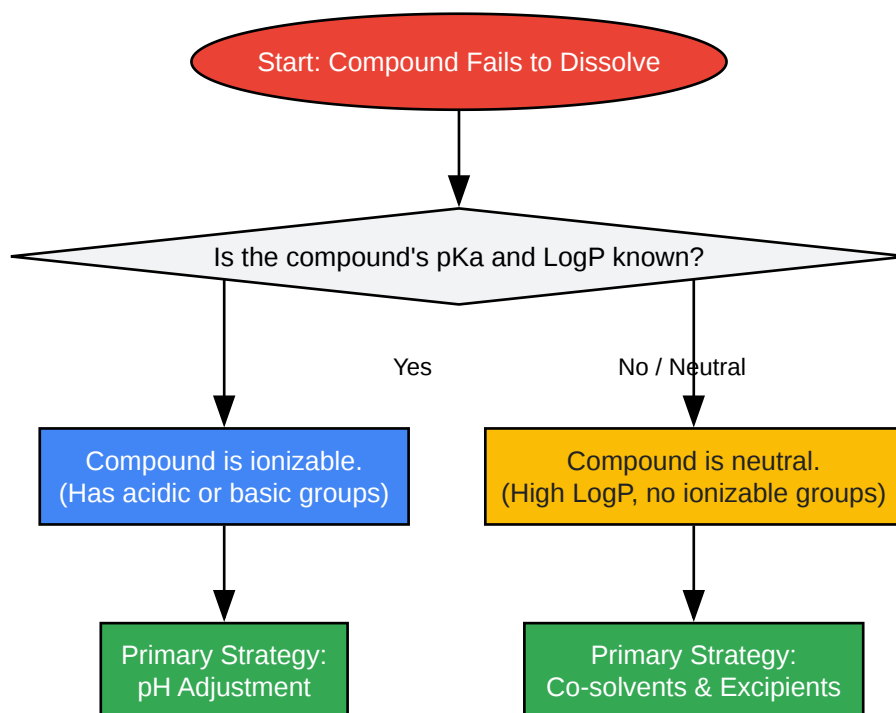 Start: Compound Fails to Dissolve
Is the compound's pKa and LogP known?
Yes
No / Neutral
Compound is ionizable.
(Has acidic or basic groups)
Compound is neutral.
(High LogP, no ionizable groups)
Primary Strategy:
pH Adjustment
Primary Strategy:
Co-solvents & Excipients